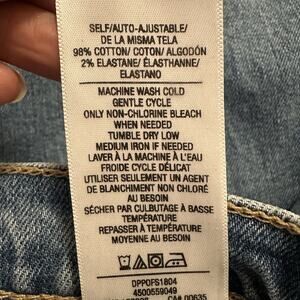 SELF/AUTO-AJUSTABLE/
DE LA MISMA TELA
98% COTTON/ COTON/ ALGODÓN
2% ELASTANE/ ÉLASTHANNE/
ELASTANO
MACHINE WASH COLD
GENTLE CYCLE
ONLY NON-CHLORINE BLEACH
WHEN NEEDED
TUMBLE DRY LOW
MEDIUM IRON IF NEEDED
LAVER À LA MACHINE À L'EAU
FROIDE CYCLE DÉLICAT
UTILISER SEULEMENT UN AGENT
DE BLANCHIMENT NON CHLORÉ
AU BESOIN
SÉCHER PAR CULBUTAGE À BASSE
TEMPÉRATURE
REPASSER À TEMPÉRATURE
MOYENNE AU BESOIN
DPPOFS1804
4500559049
CA# 00635